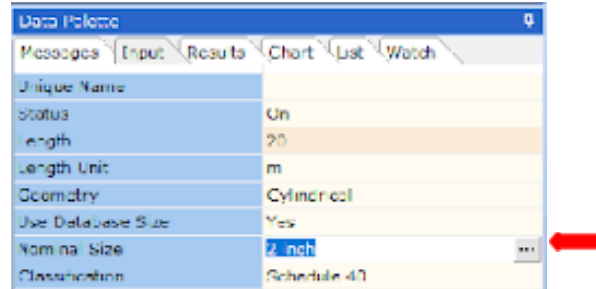 Data Palette
Messages Input Results Chart List Watch
Unique Name
Status On
Length 20
Length Unit m
Geometry Cylindrical
Use Database Size Yes
Nominal Size 2 inch ...
Classification Schedule 40